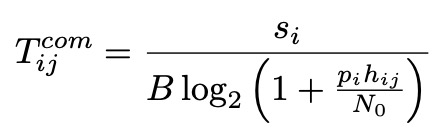 T_{ij}^{com} = \frac{s_i}{B \log_2 \left(1 + \frac{p_i h_{ij}}{N_0}\right)}